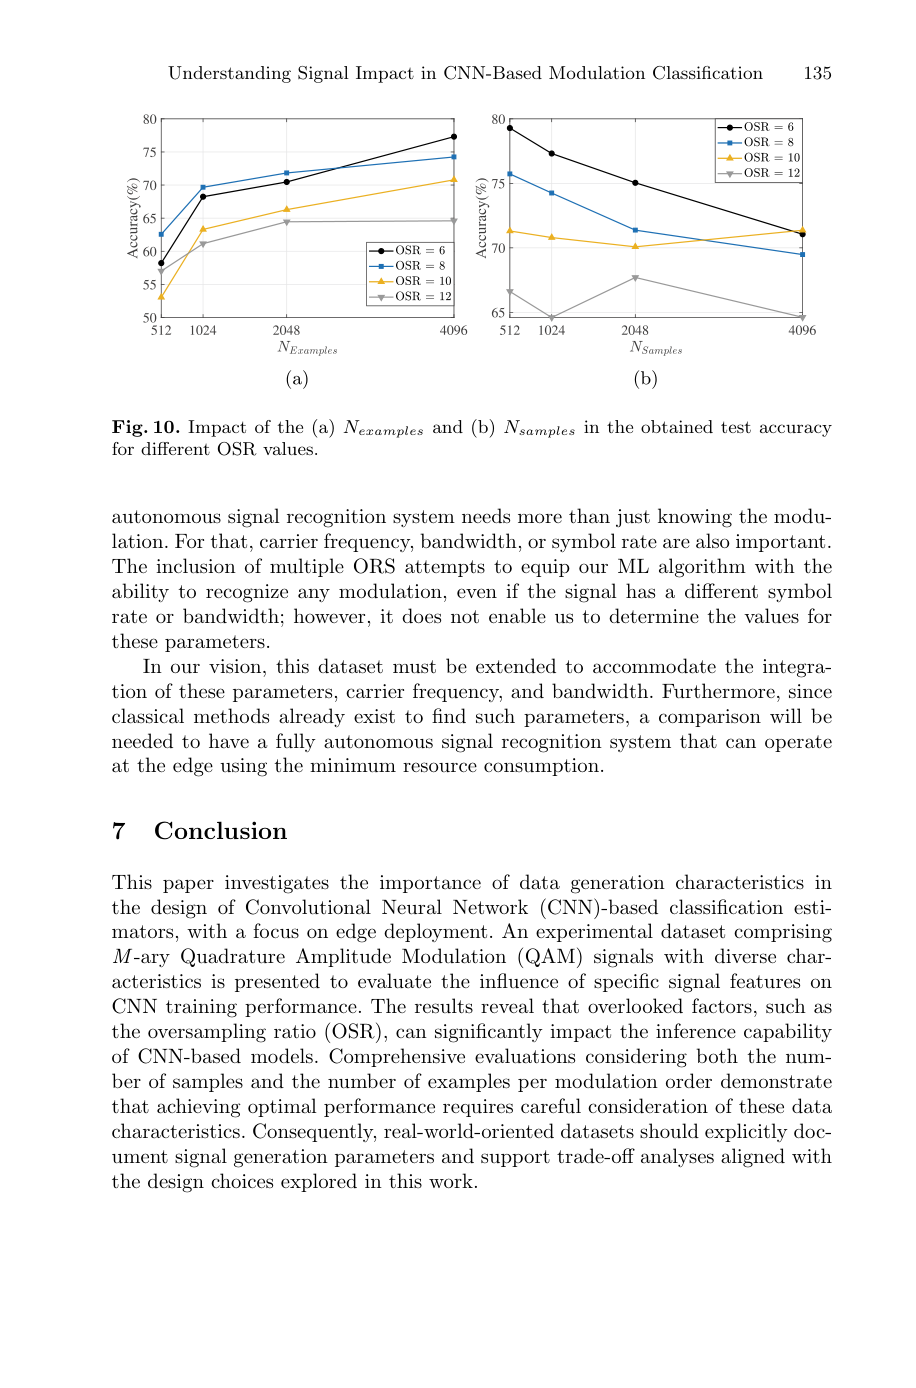 Understanding Signal Impact in CNN-Based Modulation Classification 135
80
75
70
65
60
55
50
Accuracy(%)
512 1024 2048 4096
N_Examples
OSR = 6
OSR = 8
OSR = 10
OSR = 12
(a)
80
75
70
65
Accuracy(%)
512 1024 2048 4096
N_Samples
OSR = 6
OSR = 8
OSR = 10
OSR = 12
(b)
Fig. 10. Impact of the (a) N_examples and (b) N_samples in the obtained test accuracy
for different OSR values.
autonomous signal recognition system needs more than just knowing the modu-
lation. For that, carrier frequency, bandwidth, or symbol rate are also important.
The inclusion of multiple ORS attempts to equip our ML algorithm with the
ability to recognize any modulation, even if the signal has a different symbol
rate or bandwidth; however, it does not enable us to determine the values for
these parameters.
In our vision, this dataset must be extended to accommodate the integra-
tion of these parameters, carrier frequency, and bandwidth. Furthermore, since
classical methods already exist to find such parameters, a comparison will be
needed to have a fully autonomous signal recognition system that can operate
at the edge using the minimum resource consumption.
7 Conclusion
This paper investigates the importance of data generation characteristics in
the design of Convolutional Neural Network (CNN)-based classification esti-
mators, with a focus on edge deployment. An experimental dataset comprising
M-ary Quadrature Amplitude Modulation (QAM) signals with diverse char-
acteristics is presented to evaluate the influence of specific signal features on
CNN training performance. The results reveal that overlooked factors, such as
the oversampling ratio (OSR), can significantly impact the inference capability
of CNN-based models. Comprehensive evaluations considering both the num-
ber of samples and the number of examples per modulation order demonstrate
that achieving optimal performance requires careful consideration of these data
characteristics. Consequently, real-world-oriented datasets should explicitly doc-
ument signal generation parameters and support trade-off analyses aligned with
the design choices explored in this work.